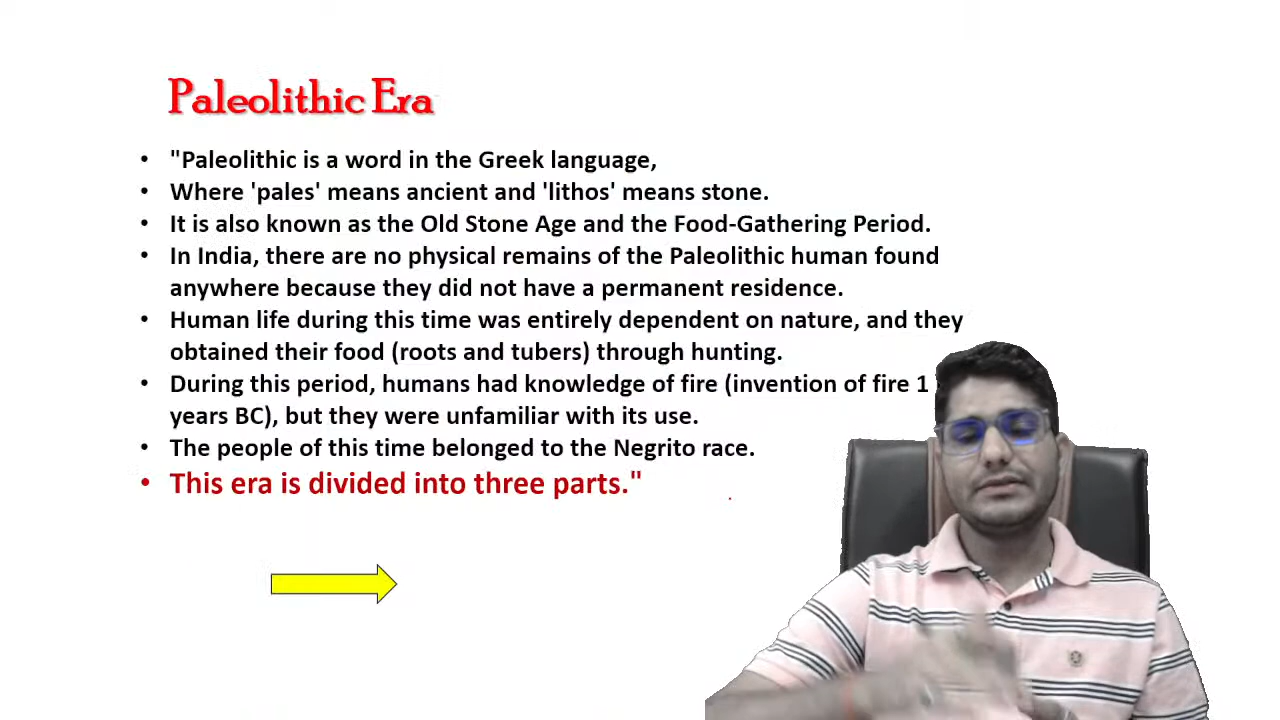 Paleolithic Era
• "Paleolithic is a word in the Greek language,
• Where 'pales' means ancient and 'lithos' means stone.
• It is also known as the Old Stone Age and the Food-Gathering Period.
• In India, there are no physical remains of the Paleolithic human found
anywhere because they did not have a permanent residence.
• Human life during this time was entirely dependent on nature, and they
obtained their food (roots and tubers) through hunting.
• During this period, humans had knowledge of fire (invention of fire 1
years BC), but they were unfamiliar with its use.
• The people of this time belonged to the Negrito race.
• This era is divided into three parts."